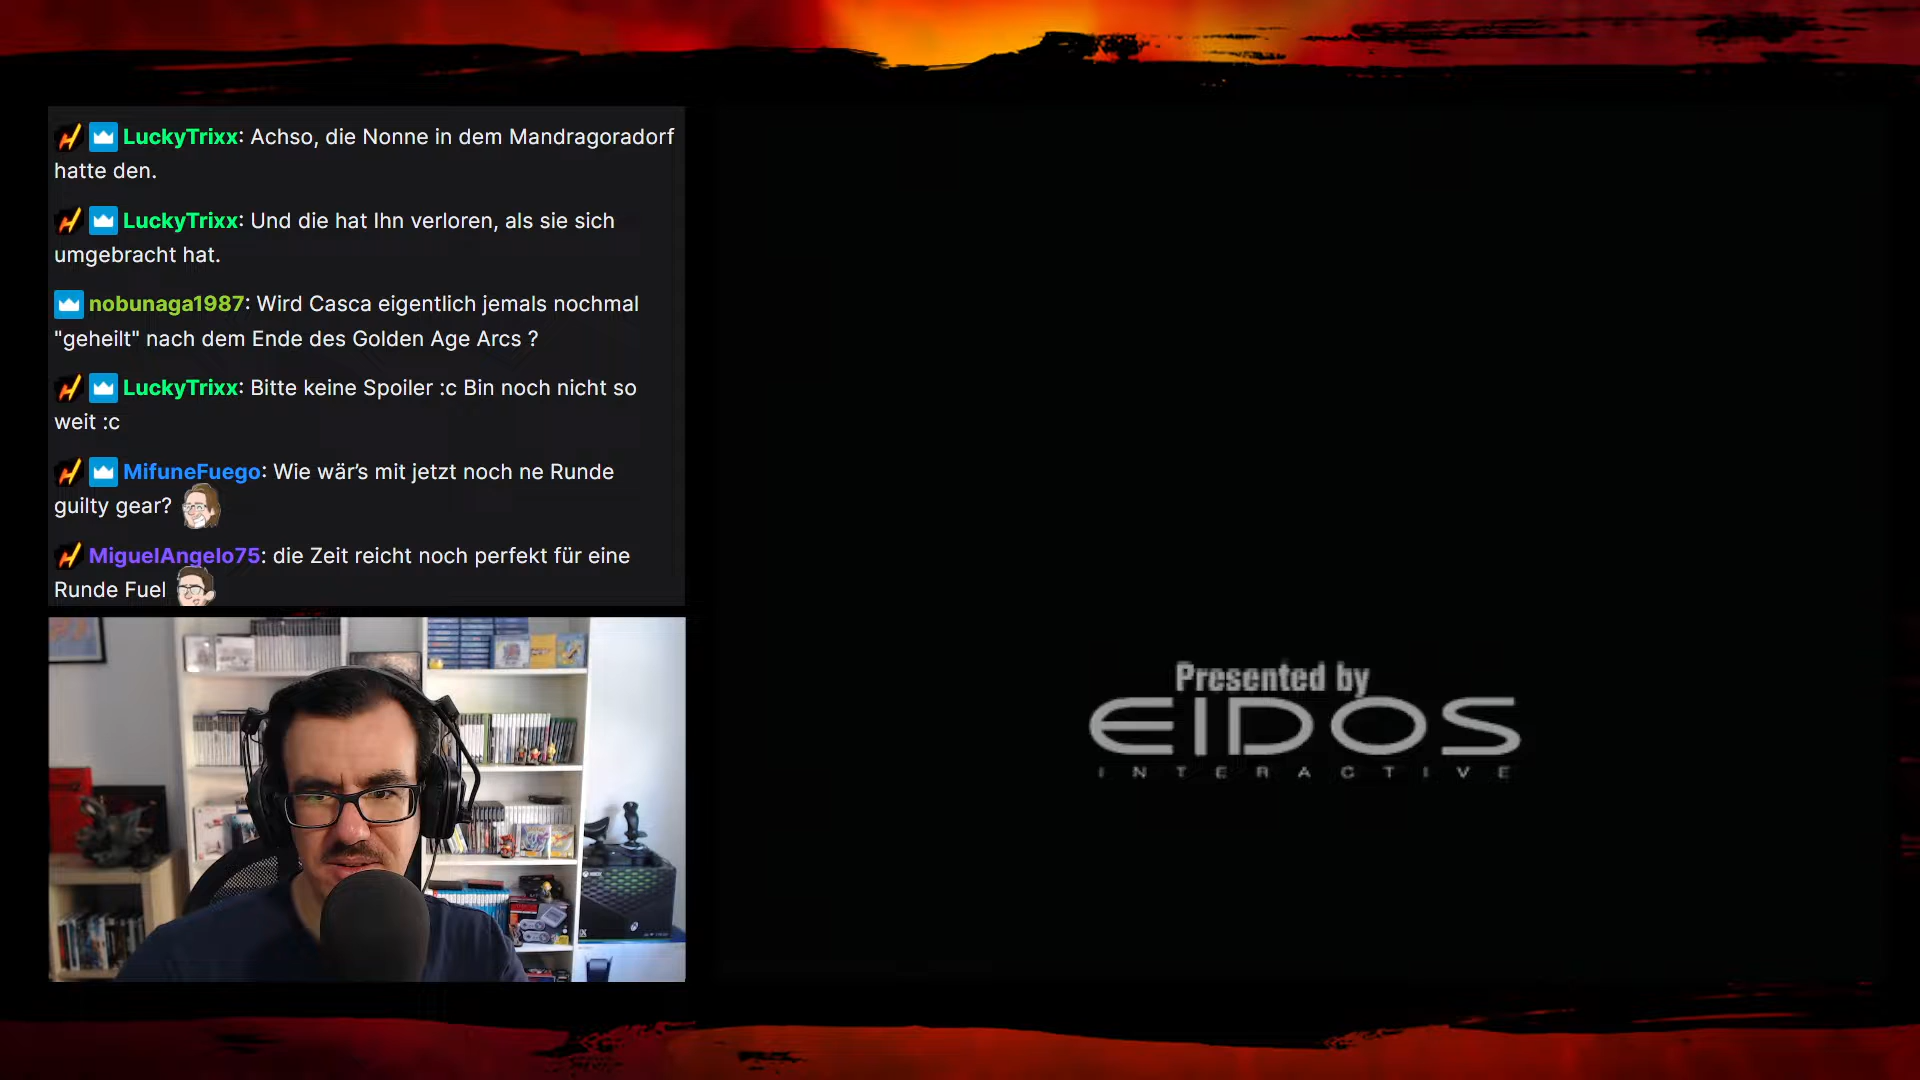 LuckyTrixx: Achso, die Nonne in dem Mandragoradorf
hatte den.
LuckyTrixx: Und die hat Ihn verloren, als sie sich
umgebracht hat.
nobunaga1987: Wird Casca eigentlich jemals nochmal
"geheilt" nach dem Ende des Golden Age Arcs ?
LuckyTrixx: Bitte keine Spoiler :c Bin noch nicht so
weit :c
MifuneFuego: Wie wär’s mit jetzt noch ne Runde
guilty gear?
MiguelAngelo75: die Zeit reicht noch perfekt für eine
Runde Fuel
Presented by
EIDOS
INTERACTIVE